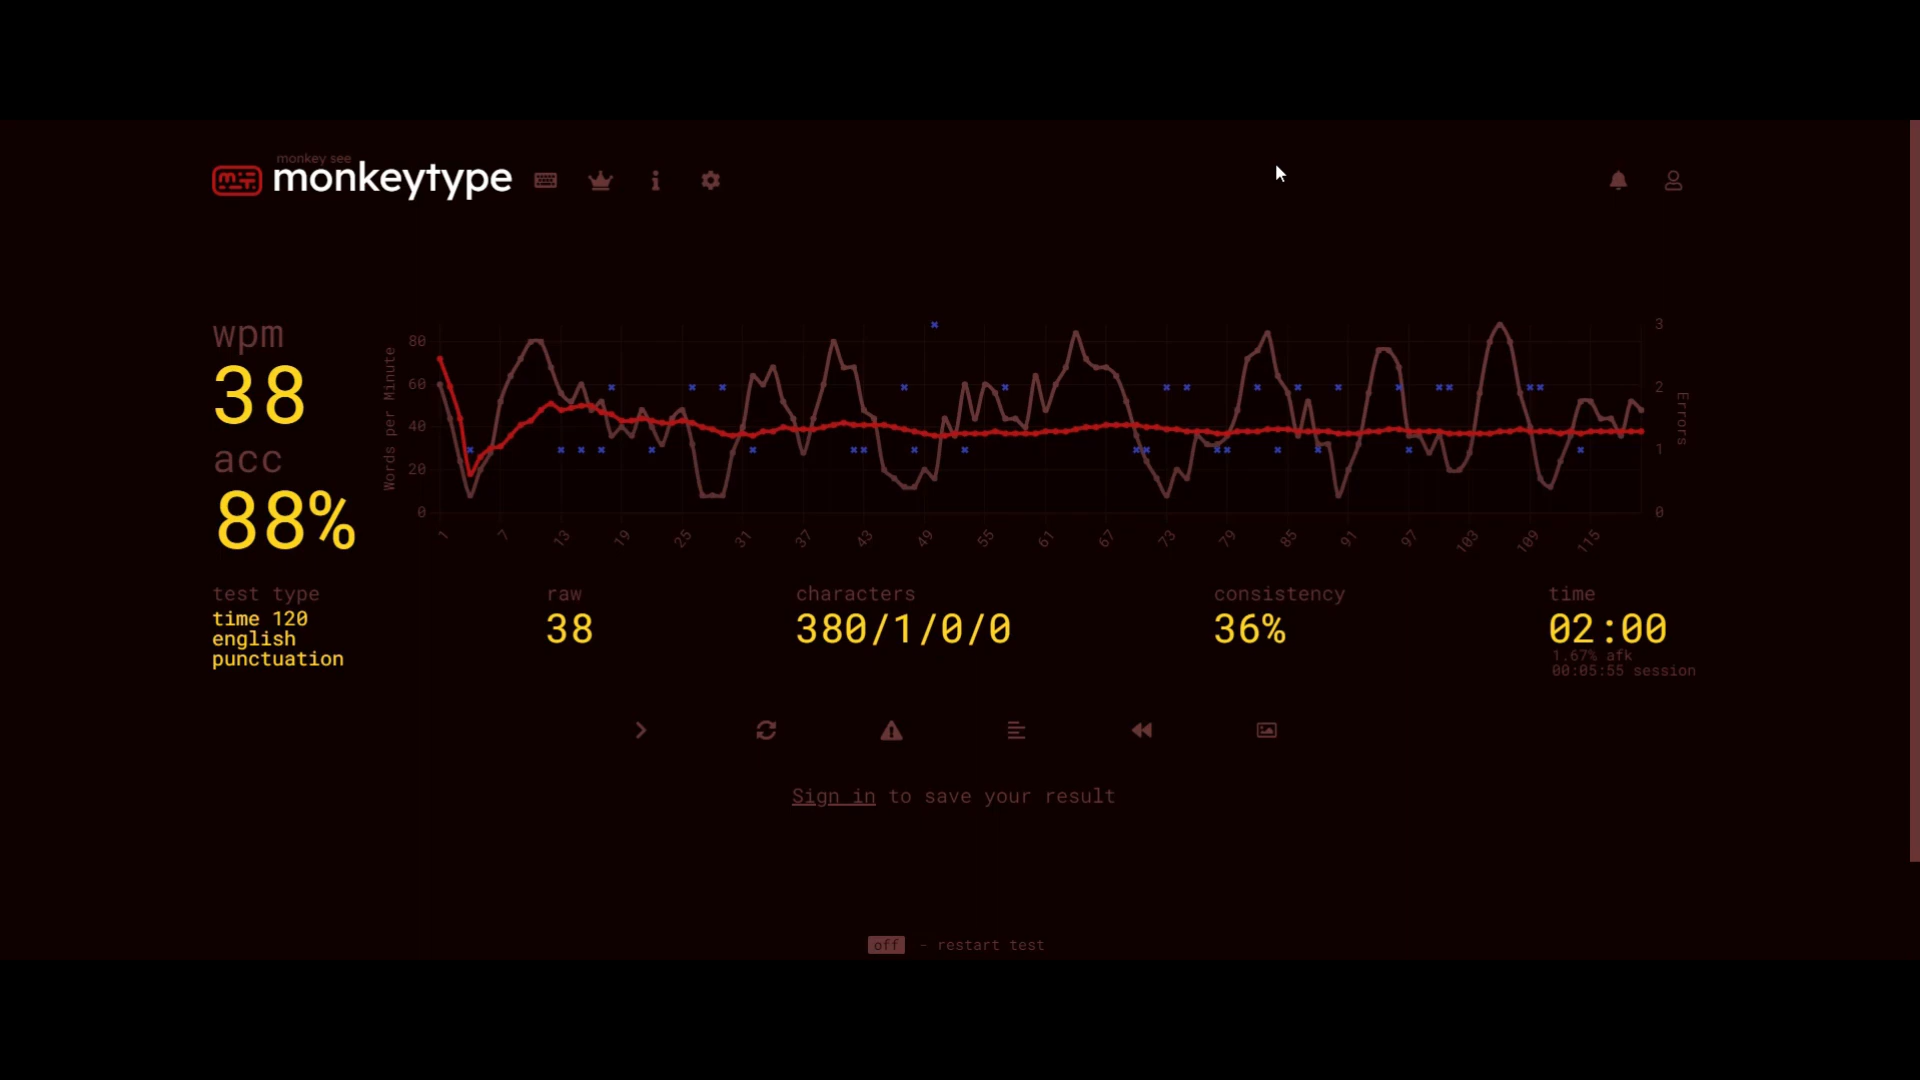 monkey see
monkeytype
wpm
38
acc
88%
Words per Minute
80
60
40
20
0
3
2
1
0
Errors
1 7 13 19 25 31 37 43 49 55 61 67 73 79 85 91 97 103 109 115
test type
time 120
english
punctuation
raw
38
characters
380/1/0/0
consistency
36%
time
02:00
1.67% afk
00:05:55 session
Sign in to save your result
off - restart test